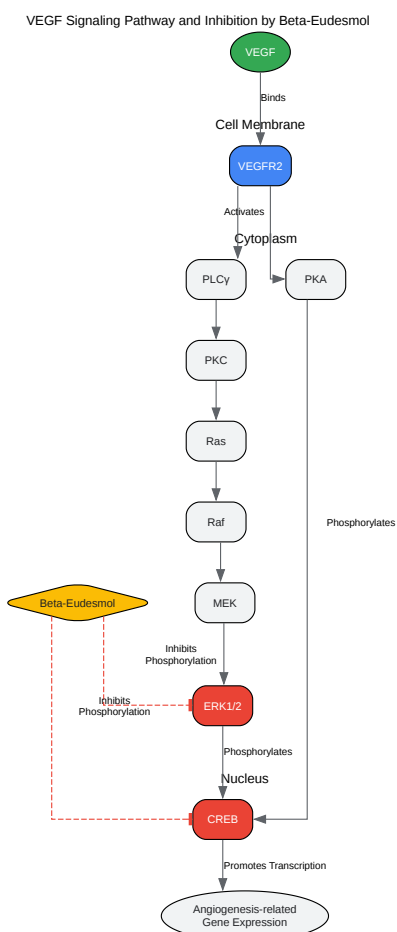 VEGF Signaling Pathway and Inhibition by Beta-Eudesmol
VEGF
Binds
Cell Membrane
VEGFR2
Activates
Cytoplasm
PLCγ
PKA
PKC
Ras
Raf
Phosphorylates
Beta-Eudesmol
MEK
Inhibits
Phosphorylation
Inhibits
Phosphorylation
ERK1/2
Phosphorylates
Nucleus
CREB
Promotes Transcription
Angiogenesis-related
Gene Expression